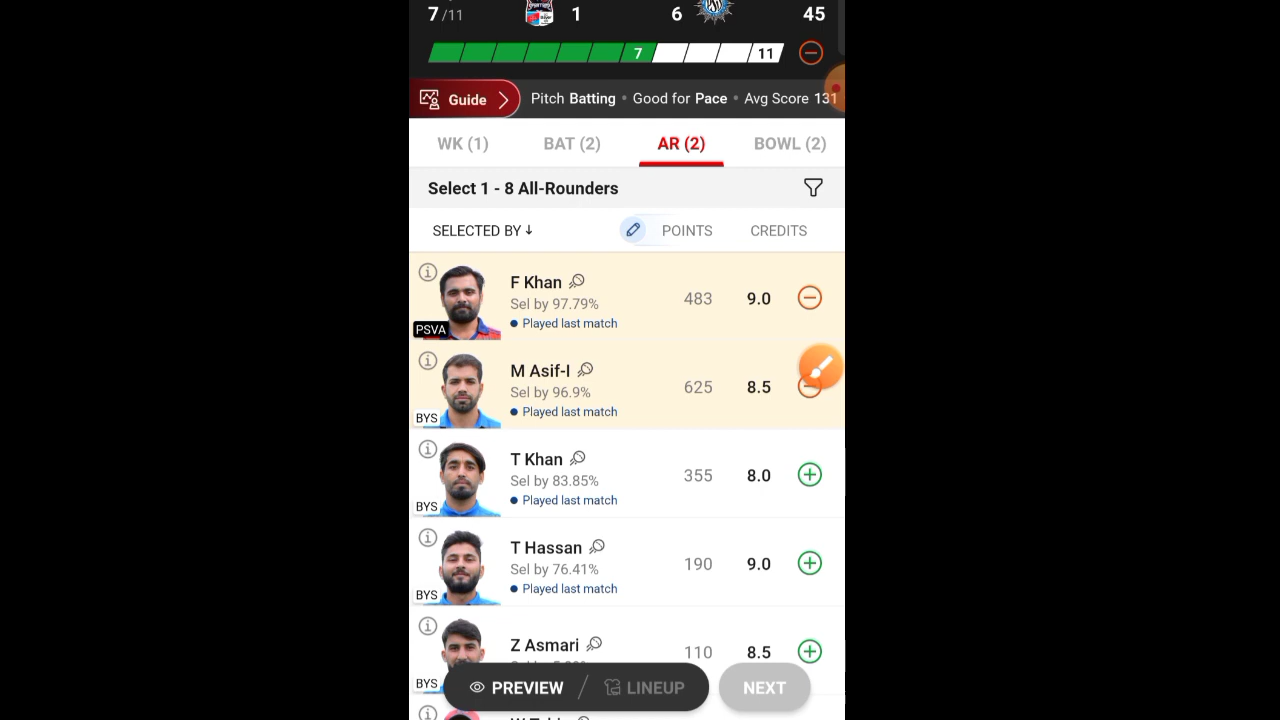 7/11 1 6 45
7 11
Guide Pitch Batting • Good for Pace • Avg Score 131
WK (1) BAT (2) AR (2) BOWL (2)
Select 1 - 8 All-Rounders
SELECTED BY ↓ POINTS CREDITS
F Khan
Sel by 97.79% 483 9.0
PSVA • Played last match
M Asif-I
Sel by 96.9% 625 8.5
BYS • Played last match
T Khan
Sel by 83.85% 355 8.0
BYS • Played last match
T Hassan
Sel by 76.41% 190 9.0
BYS • Played last match
Z Asmari 110 8.5
BYS
PREVIEW / LINEUP NEXT